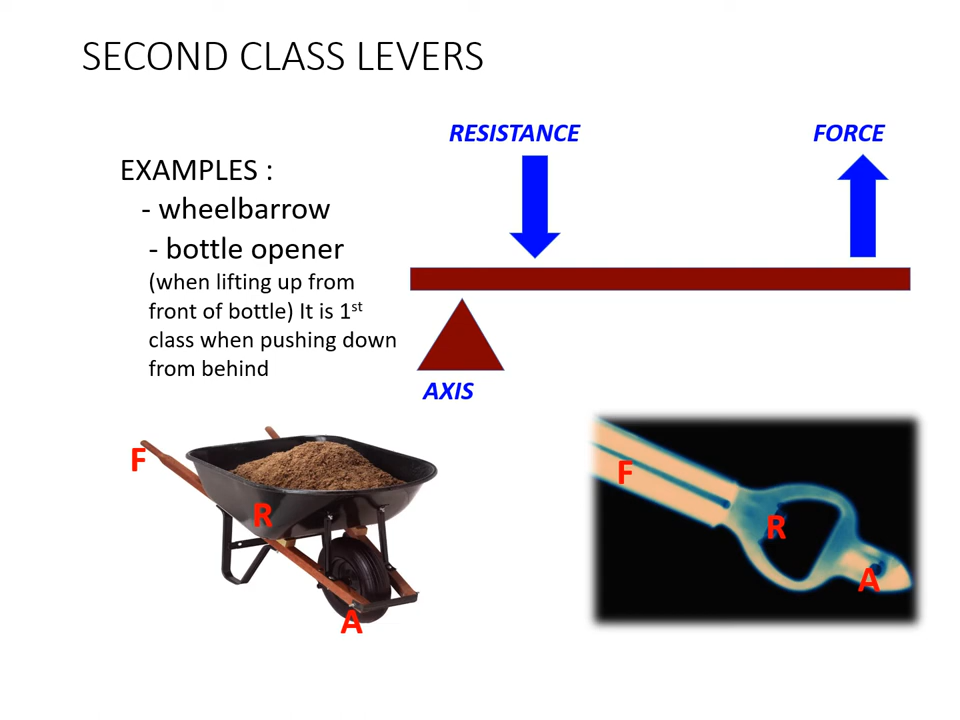 SECOND CLASS LEVERS
RESISTANCE
FORCE
EXAMPLES :
- wheelbarrow
- bottle opener
(when lifting up from
front of bottle) It is 1st
class when pushing down
from behind
AXIS
F
R
A
F
R
A